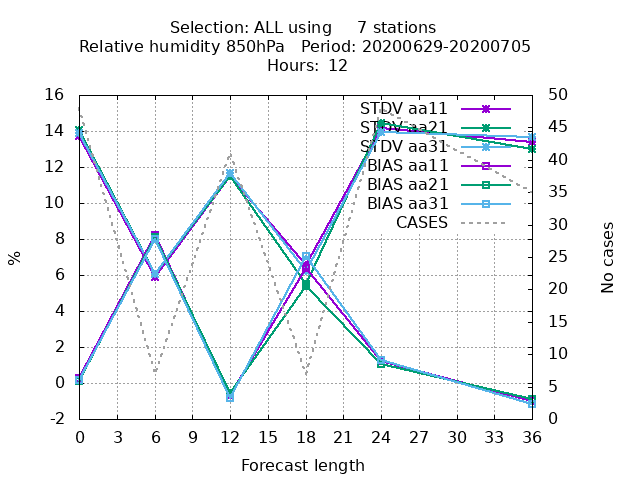 Selection: ALL using     7 stations
Relative humidity 850hPa   Period: 20200629-20200705
Hours: 12
16 50
STDV aa11
14 45
STDV aa21
STDV aa31
12 40
BIAS aa11
10 35
BIAS aa21
BIAS aa31
CASES
8 30
6 25
4 20
2 15
0 10
-2 5
0
%
No cases
0 3 6 9 12 15 18 21 24 27 30 33 36
Forecast length